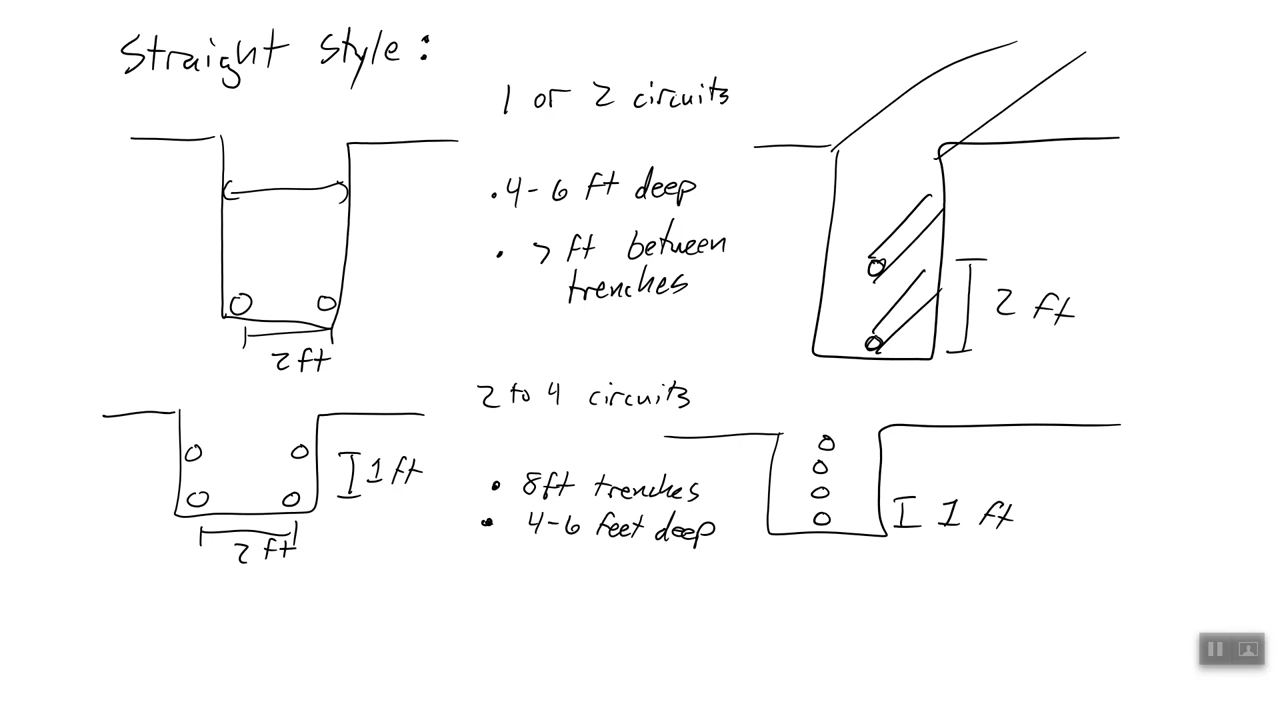 Straight Style:
1 or 2 circuits
• 4-6 ft deep
• 7 ft between
trenches
2 ft
2 ft
2 to 4 circuits
1 ft
2 ft
• 8ft trenches
• 4-6 feet deep
1 ft